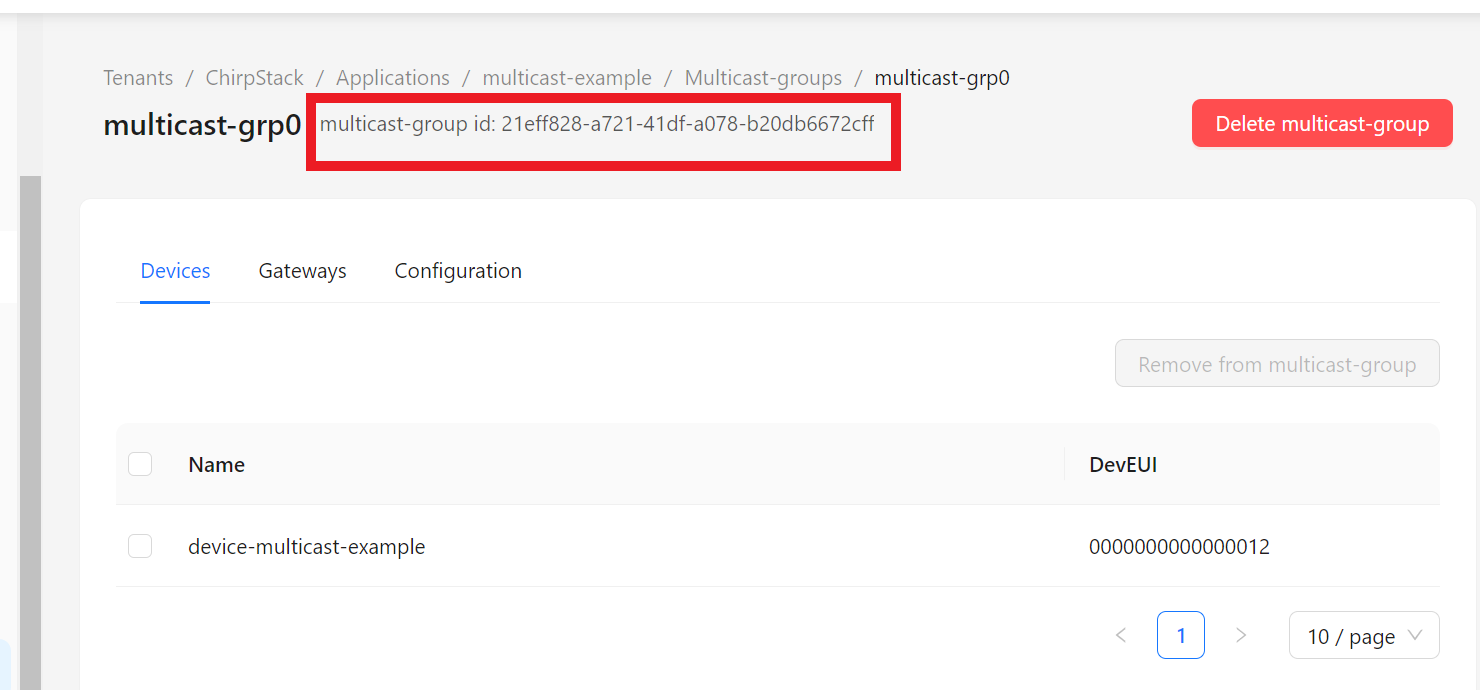 Tenants / ChirpStack / Applications / multicast-example / Multicast-groups / multicast-grp0
multicast-grp0 multicast-group id: 21eff828-a721-41df-a078-b20db6672cff
Delete multicast-group
Devices Gateways Configuration
Remove from multicast-group
Name DevEUI
device-multicast-example 0000000000000012
< 1 > 10 / page